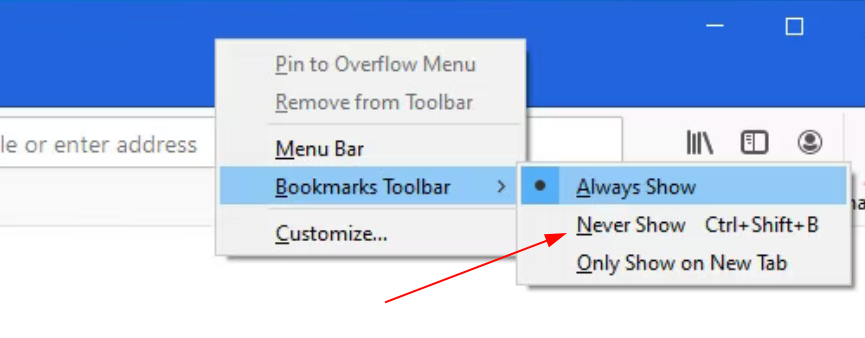 Pin to Overflow Menu
Remove from Toolbar
le or enter address
Menu Bar
Bookmarks Toolbar
Always Show
Never Show Ctrl+Shift+B
Only Show on New Tab
Customize...